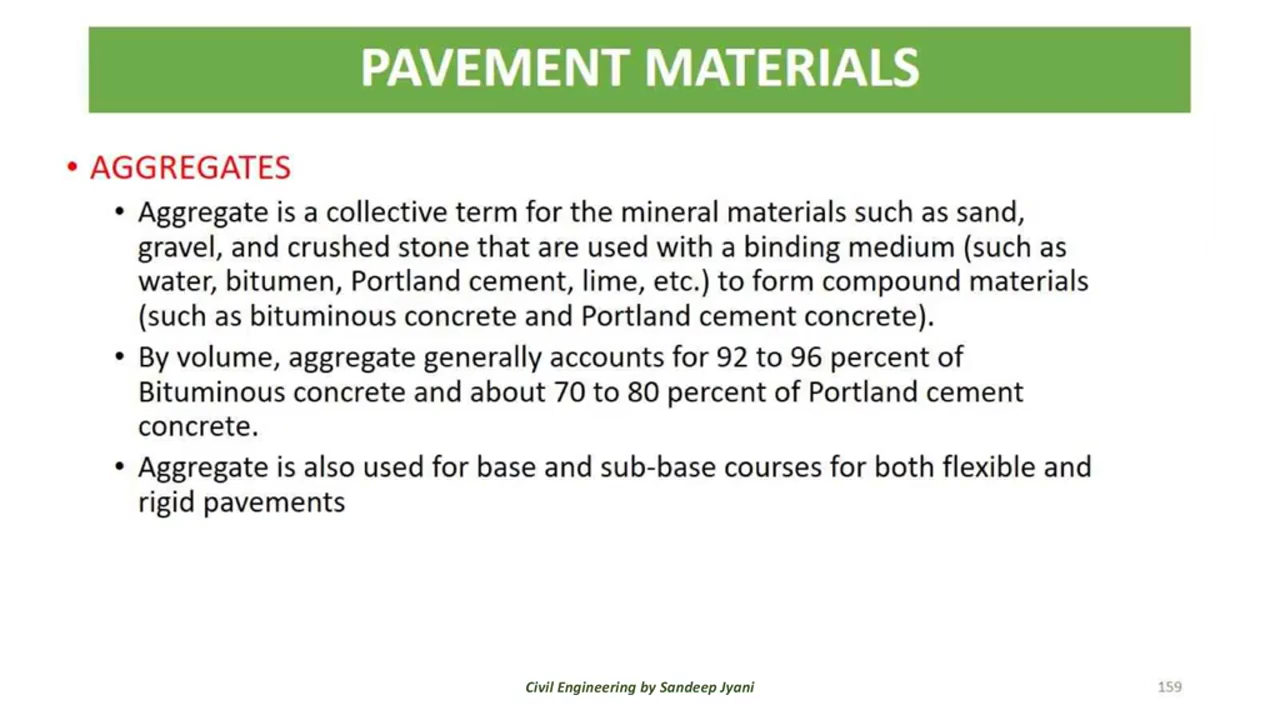 PAVEMENT MATERIALS
• AGGREGATES
• Aggregate is a collective term for the mineral materials such as sand,
gravel, and crushed stone that are used with a binding medium (such as
water, bitumen, Portland cement, lime, etc.) to form compound materials
(such as bituminous concrete and Portland cement concrete).
• By volume, aggregate generally accounts for 92 to 96 percent of
Bituminous concrete and about 70 to 80 percent of Portland cement
concrete.
• Aggregate is also used for base and sub-base courses for both flexible and
rigid pavements
Civil Engineering by Sandeep Jyani
159